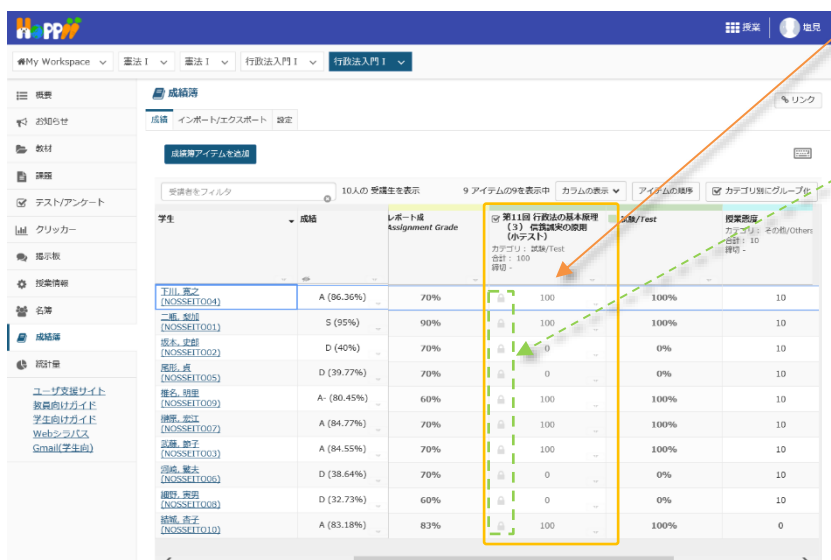 HoPPii
授業
塩見
My Workspace
憲法 I
憲法 I
行政法入門 I
行政法入門 I
概要
お知らせ
教材
課題
テスト/アンケート
クリッカー
掲示板
授業情報
名簿
成績簿
統計量
ユーザ支援サイト
教員向けガイド
学生向けガイド
Webシラバス
Gmail(学生向)
成績簿
リンク
成績 インポート/エクスポート 設定
成績簿アイテムを追加
受講者をフィルタ
10人の 受講生を表示
9 アイテムの9を表示中
カラムの表示
アイテムの順序
カテゴリ別にグループ化
学生
成績
レポート成
Assignment Grade
第11回 行政法の基本原理
(3) 信義誠実の原則
(小テスト)
カテゴリ: 試験/Test
合計: 100
締切 -
試験/Test
授業態度
カテゴリ: その他/Others
合計: 10
締切 -
下川, 亮之
(NOSSEITO04) A (86.36%) 70% 100 100% 10
二瓶, 梨加
(NOSSEITO01) S (95%) 90% 100 100% 10
坂本, 史郎
(NOSSEITO02) D (40%) 70% 0 0% 10
尾形, 貞
(NOSSEITO05) D (39.77%) 70% 0 0% 10
椎名, 明里
(NOSSEITO09) A- (80.45%) 60% 100 100% 10
榊原, 宏江
(NOSSEITO07) A (84.77%) 70% 100 100% 10
武藤, 節子
(NOSSEITO03) A (84.55%) 70% 100 100% 10
河崎, 繁夫
(NOSSEITO06) D (38.64%) 70% 0 0% 10
細野, 寅男
(NOSSEITO08) D (32.73%) 60% 0 0% 10
結城, 杏子
(NOSSEITO10) A (83.18%) 83% 100 100% 0